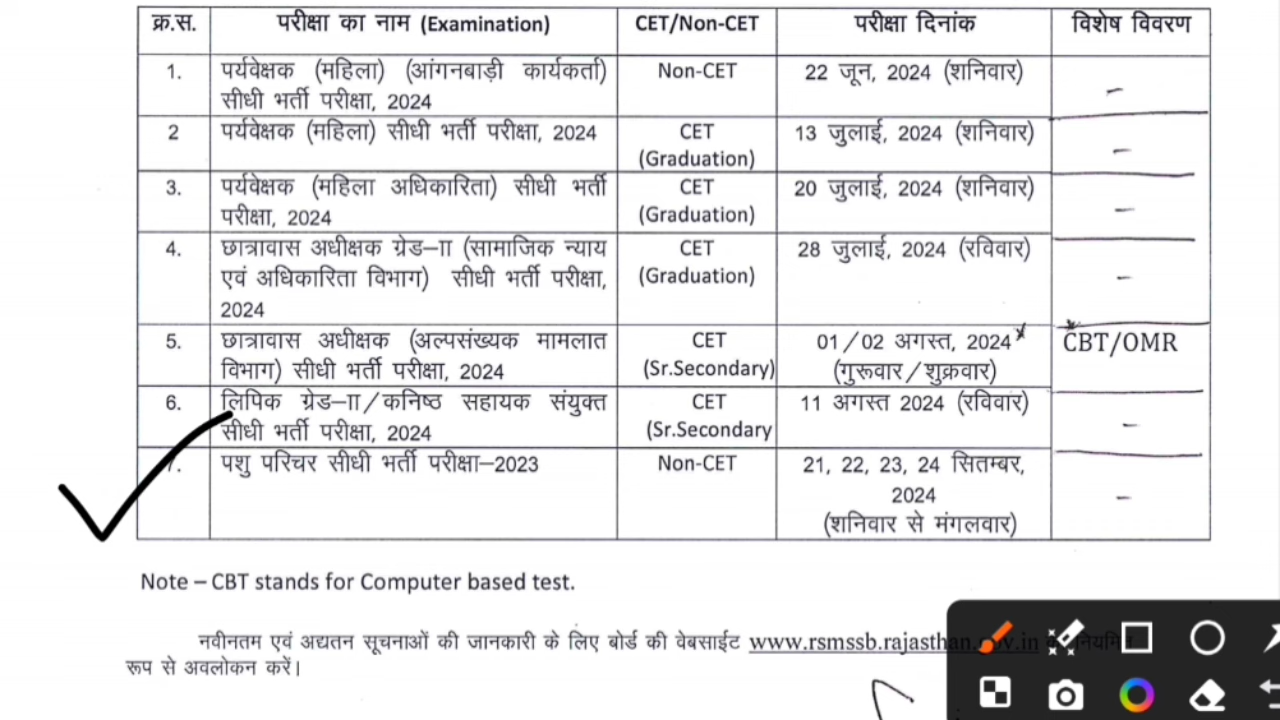 क्र.स. परीक्षा का नाम (Examination) CET/Non-CET परीक्षा दिनांक विशेष विवरण
1. पर्यवेक्षक (महिला) (आंगनबाड़ी कार्यकर्ता) Non-CET 22 जून, 2024 (शनिवार) –
सीधी भर्ती परीक्षा, 2024
2 पर्यवेक्षक (महिला) सीधी भर्ती परीक्षा, 2024 CET 13 जुलाई, 2024 (शनिवार) –
(Graduation)
3. पर्यवेक्षक (महिला अधिकारिता) सीधी भर्ती CET 20 जुलाई, 2024 (शनिवार) –
परीक्षा, 2024 (Graduation)
4. छात्रावास अधीक्षक ग्रेड–II (सामाजिक न्याय CET 28 जुलाई, 2024 (रविवार) –
एवं अधिकारिता विभाग) सीधी भर्ती परीक्षा, (Graduation)
2024
5. छात्रावास अधीक्षक (अल्पसंख्यक मामलात CET 01/02 अगस्त, 2024* *CBT/OMR
विभाग) सीधी भर्ती परीक्षा, 2024 (Sr.Secondary) (गुरूवार/शुक्रवार)
6. लिपिक ग्रेड–II/कनिष्ठ सहायक संयुक्त CET 11 अगस्त 2024 (रविवार) –
सीधी भर्ती परीक्षा, 2024 (Sr.Secondary
7. पशु परिचर सीधी भर्ती परीक्षा–2023 Non-CET 21, 22, 23, 24 सितम्बर, –
2024
(शनिवार से मंगलवार)
Note – CBT stands for Computer based test.
नवीनतम एवं अद्यतन सूचनाओं की जानकारी के लिए बोर्ड की वेबसाईट www.rsmssb.rajasthan.gov.in
रूप से अवलोकन करें।